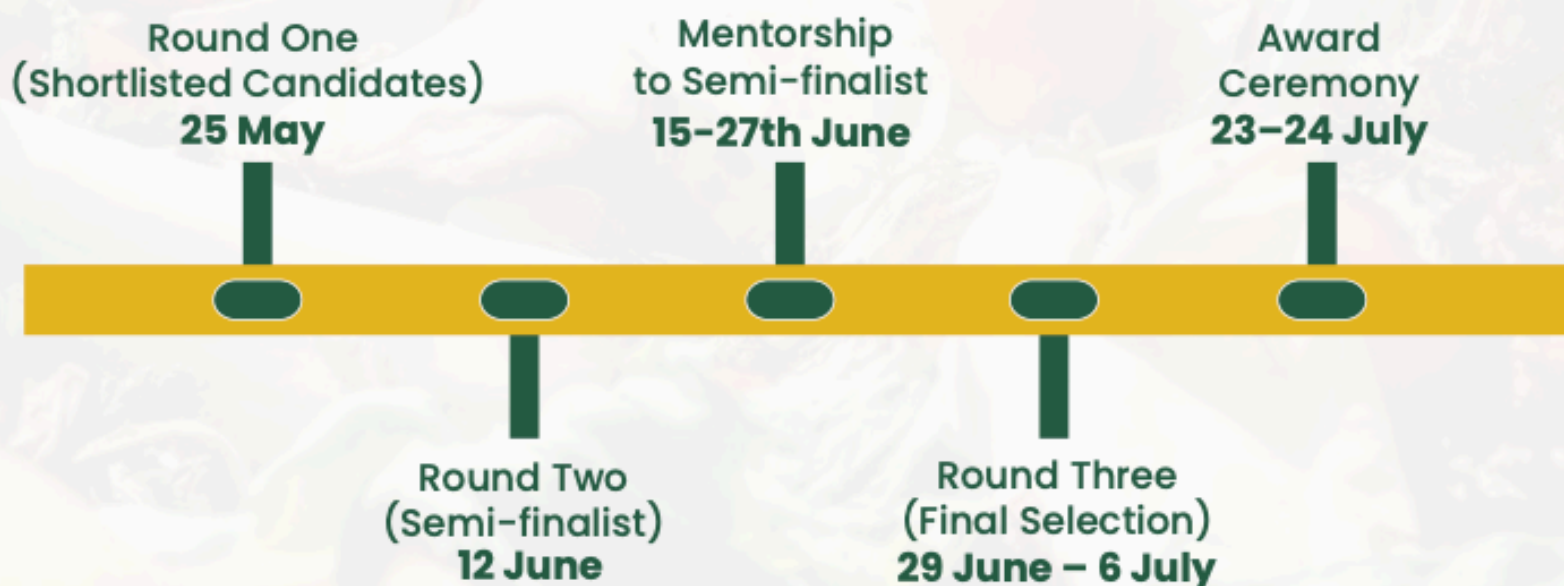 Round One
(Shortlisted Candidates)
25 May
Round Two
(Semi-finalist)
12 June
Mentorship
to Semi-finalist
15-27th June
Round Three
(Final Selection)
29 June – 6 July
Award
Ceremony
23–24 July